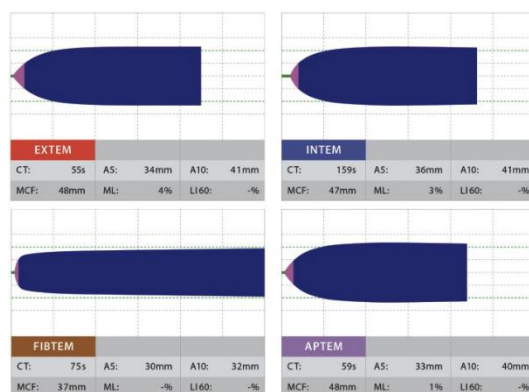 EXTEM
CT: 55s A5: 34mm A10: 41mm
MCF: 48mm ML: 4% LI60: -%
INTEM
CT: 159s A5: 36mm A10: 41mm
MCF: 47mm ML: 3% LI60: -%
FIBTEM
CT: 75s A5: 30mm A10: 32mm
MCF: 37mm ML: -% LI60: -%
APTEM
CT: 59s A5: 33mm A10: 40mm
MCF: 48mm ML: 1% LI60: -%